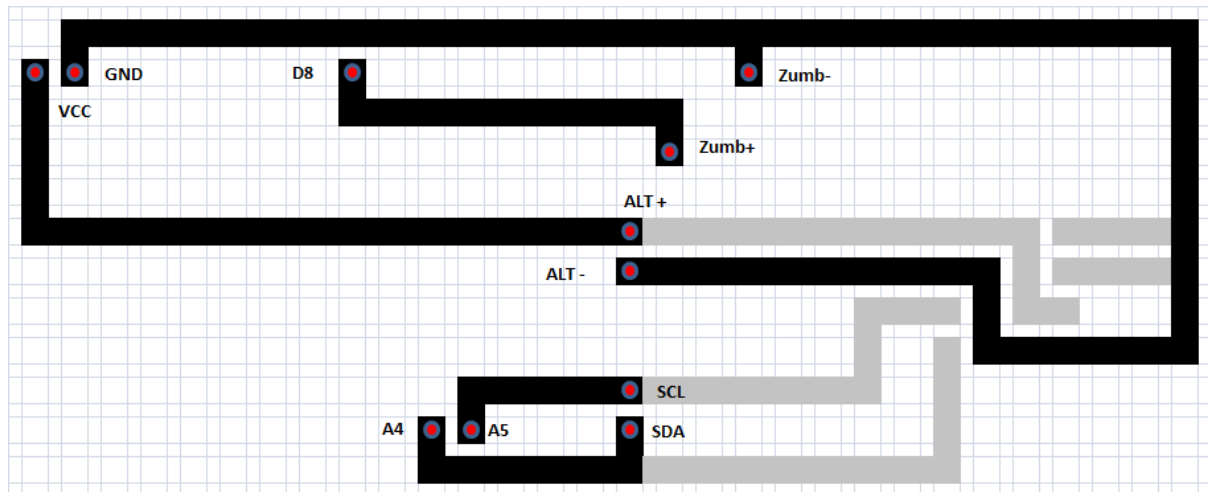 GND
D8
Zumb-
VCC
Zumb+
ALT +
ALT -
SCL
A4
A5
SDA